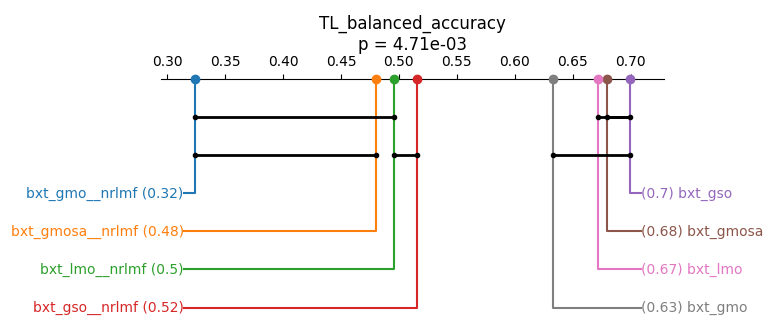 TL_balanced_accuracy
p = 4.71e-03
0.30 0.35 0.40 0.45 0.50 0.55 0.60 0.65 0.70
bxt_gmo__nrlmf (0.32) (0.7) bxt_gso
bxt_gmosa__nrlmf (0.48) (0.68) bxt_gmosa
bxt_lmo__nrlmf (0.5) (0.67) bxt_lmo
bxt_gso__nrlmf (0.52) (0.63) bxt_gmo